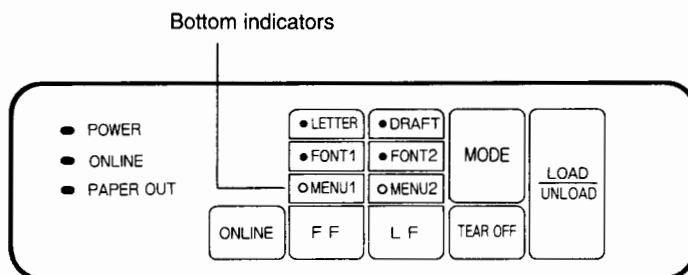 Bottom indicators
POWER
ONLINE
PAPER OUT
LETTER DRAFT
FONT1 FONT2
MENU1 MENU2
MODE
LOAD
UNLOAD
ONLINE F F L F TEAR OFF